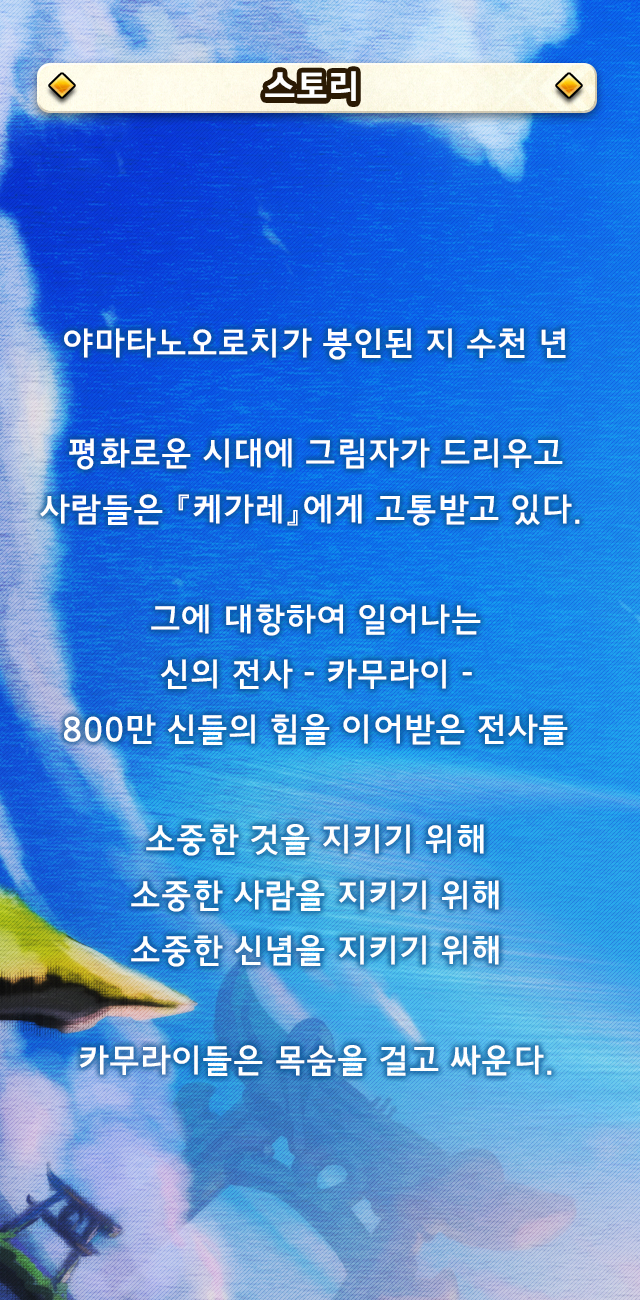 스토리
야마타노오로치가 봉인된 지 수천 년
평화로운 시대에 그림자가 드리우고
사람들은 『케가레』에게 고통받고 있다.
그에 대항하여 일어나는
신의 전사 - 카무라이 -
800만 신들의 힘을 이어받은 전사들
소중한 것을 지키기 위해
소중한 사람을 지키기 위해
소중한 신념을 지키기 위해
카무라이들은 목숨을 걸고 싸운다.